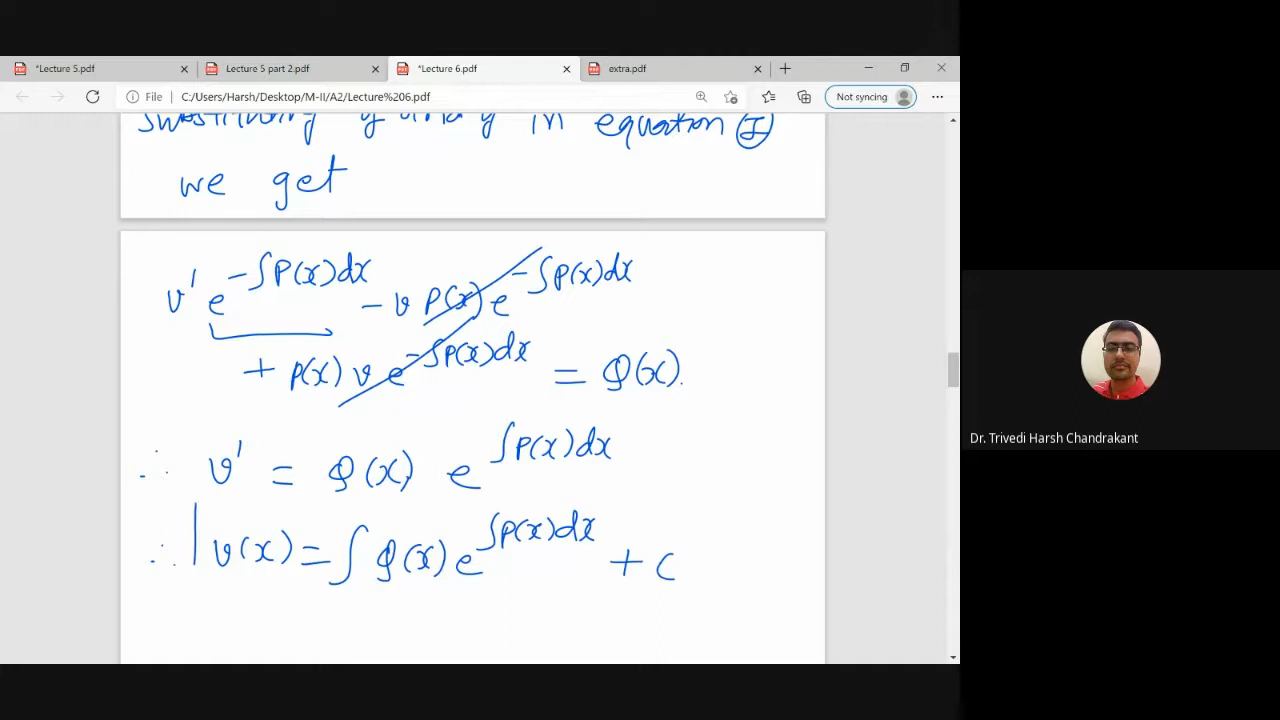 *Lecture 5.pdf
Lecture 5 part 2.pdf
*Lecture 6.pdf
extra.pdf
File C:/Users/Harsh/Desktop/M-II/A2/Lecture%206.pdf
Not syncing
in equation (I)
we get
v' e^{-∫P(x)dx} - v P(x) e^{-∫P(x)dx}
+ P(x) v e^{-∫P(x)dx} = Q(x).
∴ v' = Q(x) e^{∫P(x)dx}
∴ v(x) = ∫ Q(x) e^{∫P(x)dx} + C
Dr. Trivedi Harsh Chandrakant